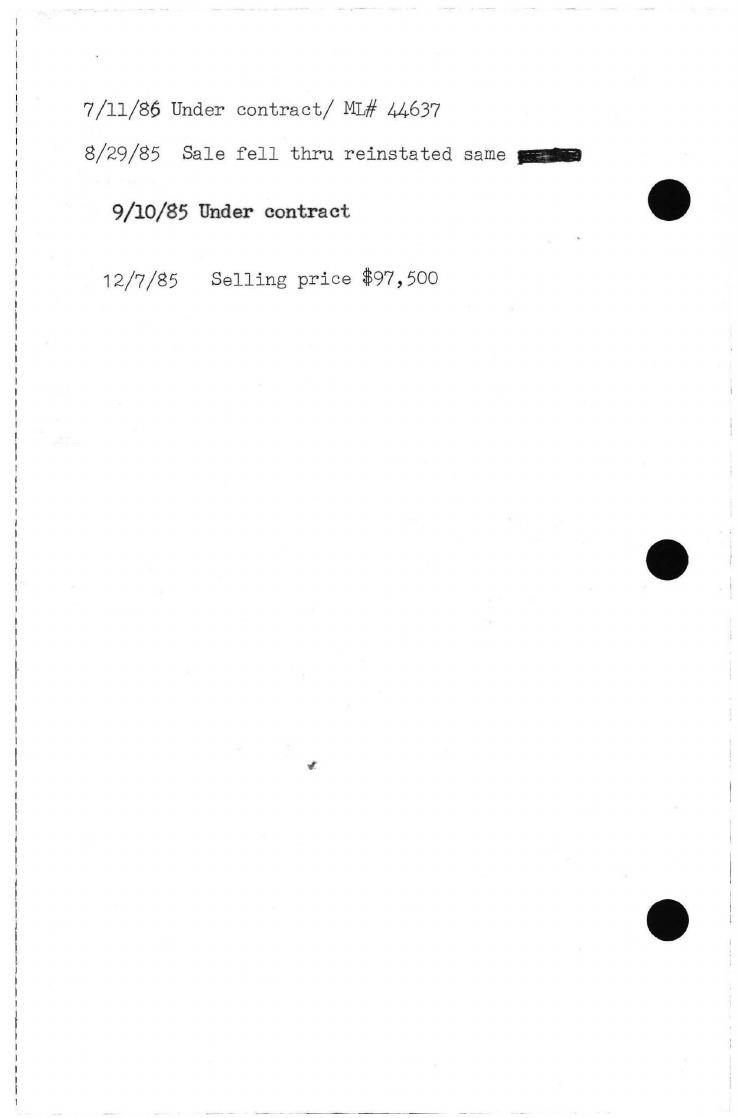 7/11/86 Under contract/ ML# 44637
8/29/85 Sale fell thru reinstated same
9/10/85 Under contract
12/7/85 Selling price $97,500